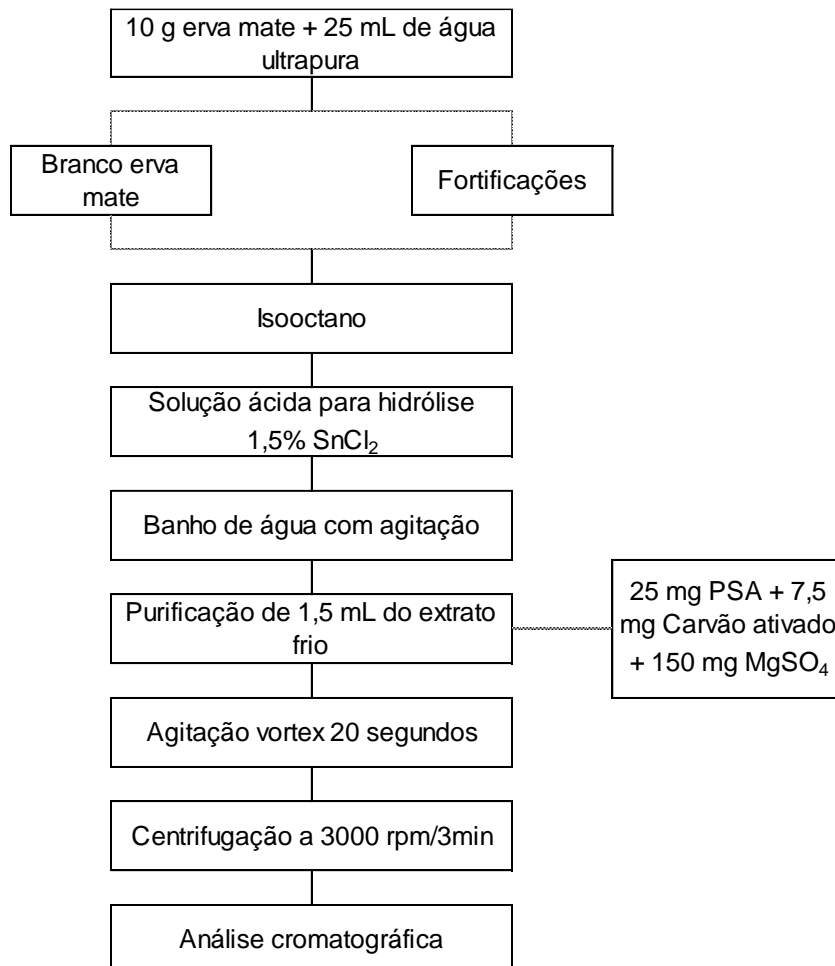 10 g erva mate + 25 mL de água
ultrapura
Branco erva
mate
Fortificações
Isooctano
Solução ácida para hidrólise
1,5% SnCl₂
Banho de água com agitação
Purificação de 1,5 mL do extrato
frio
25 mg PSA + 7,5
mg Carvão ativado
+ 150 mg MgSO₄
Agitação vortex 20 segundos
Centrifugação a 3000 rpm/3min
Análise cromatográfica